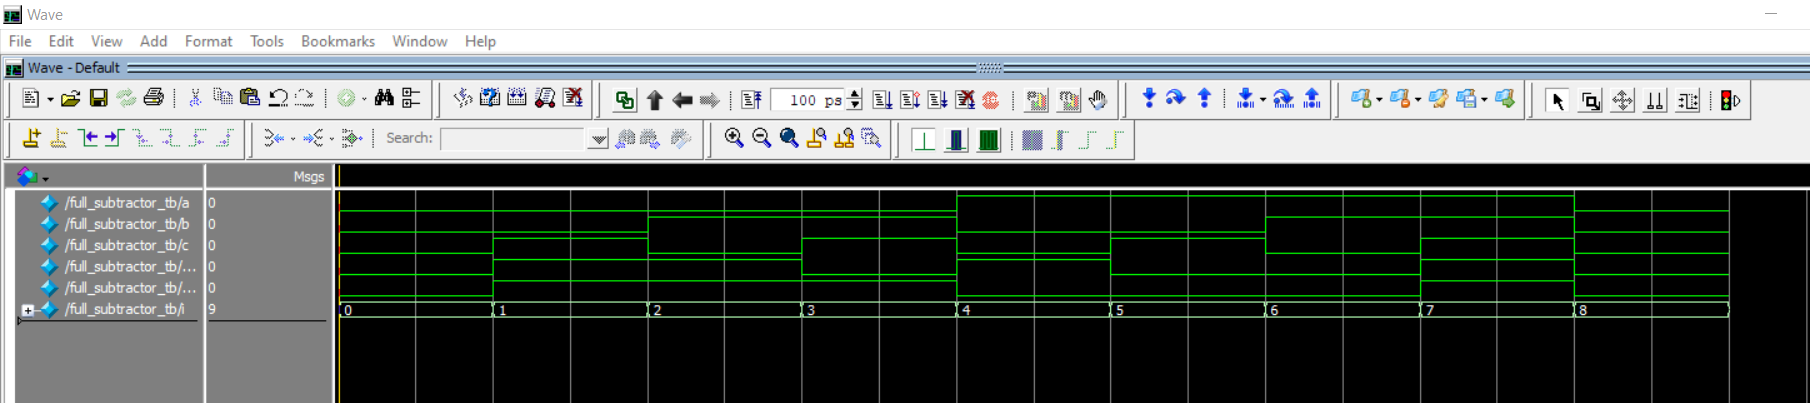 Wave
File Edit View Add Format Tools Bookmarks Window Help
Wave - Default
100 ps
Search:
Msgs
/full_subtractor_tb/a 0
/full_subtractor_tb/b 0
/full_subtractor_tb/c 0
/full_subtractor_tb/... 0
/full_subtractor_tb/... 0
/full_subtractor_tb/i 9 0 1 2 3 4 5 6 7 8